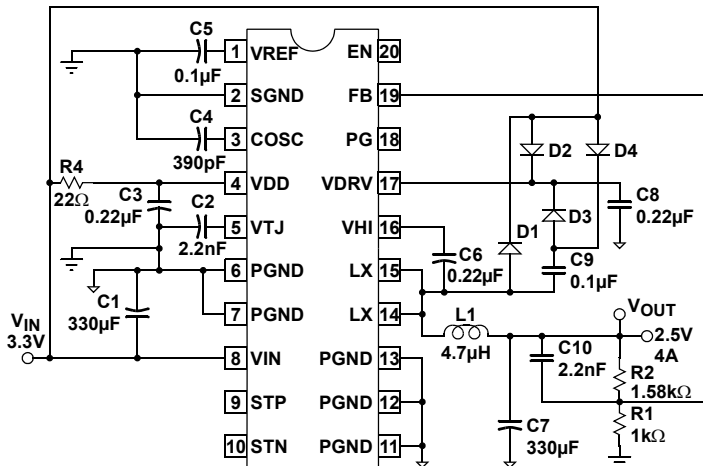 C5
0.1µF
1 VREF
EN 20
2 SGND
FB 19
C4
390pF
3 COSC
PG 18
D2
D4
R4
22Ω
C3
0.22µF
4 VDD
VDRV 17
C8
0.22µF
C2
2.2nF
5 VTJ
VHI 16
D1
D3
C6
0.22µF
C9
0.1µF
6 PGND
LX 15
C1
330µF
7 PGND
LX 14
L1
4.7µH
VOUT
2.5V
4A
VIN
3.3V
8 VIN
PGND 13
C10
2.2nF
R2
1.58kΩ
9 STP
PGND 12
C7
330µF
R1
1kΩ
10 STN
PGND 11